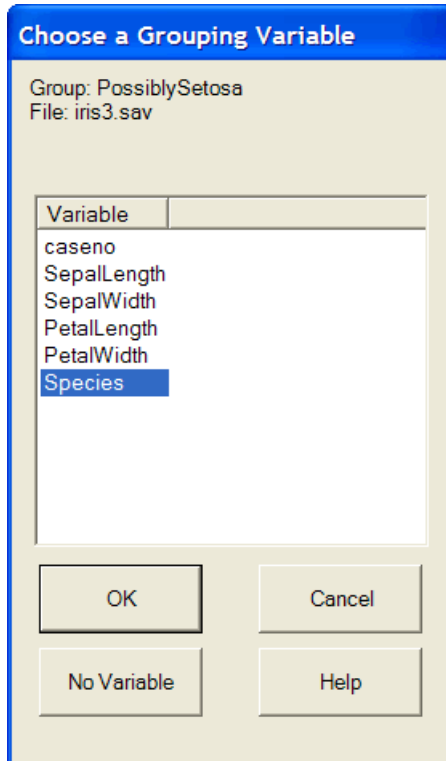 Choose a Grouping Variable
Group: PossiblySetosa
File: iris3.sav
Variable
caseno
SepalLength
SepalWidth
PetalLength
PetalWidth
Species
OK Cancel
No Variable Help